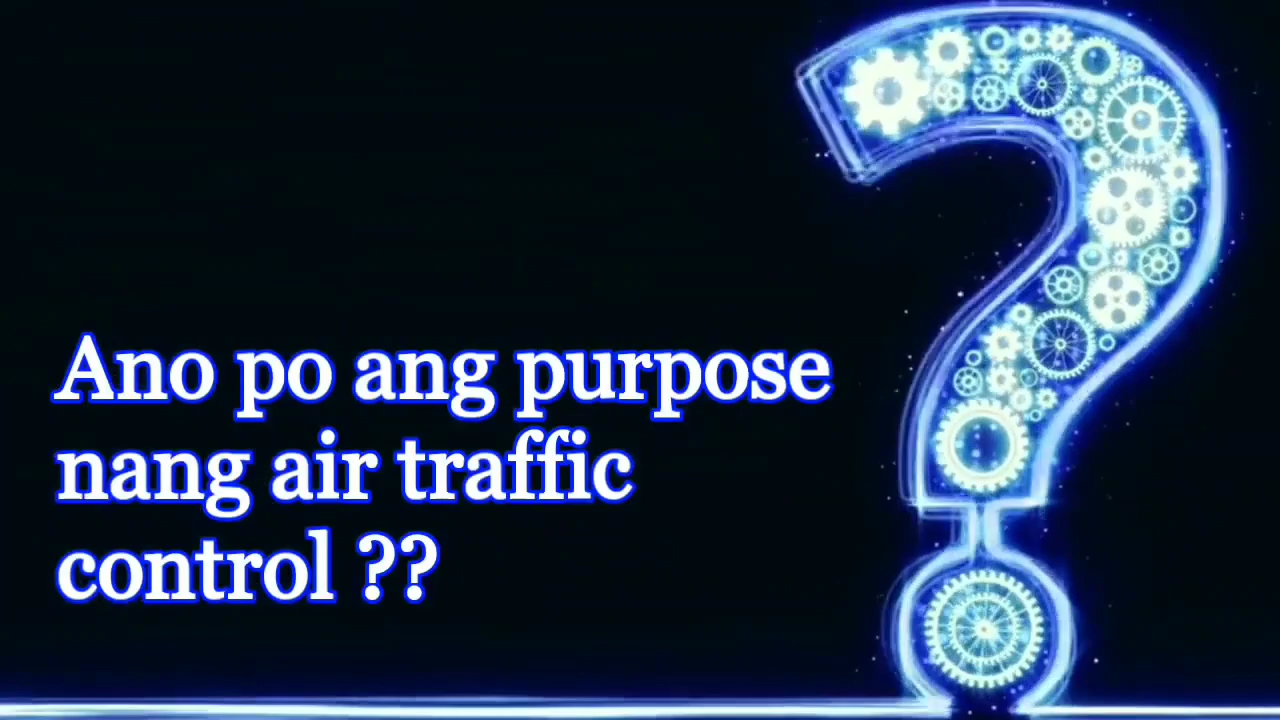 Ano po ang purpose
nang air traffic
control ??